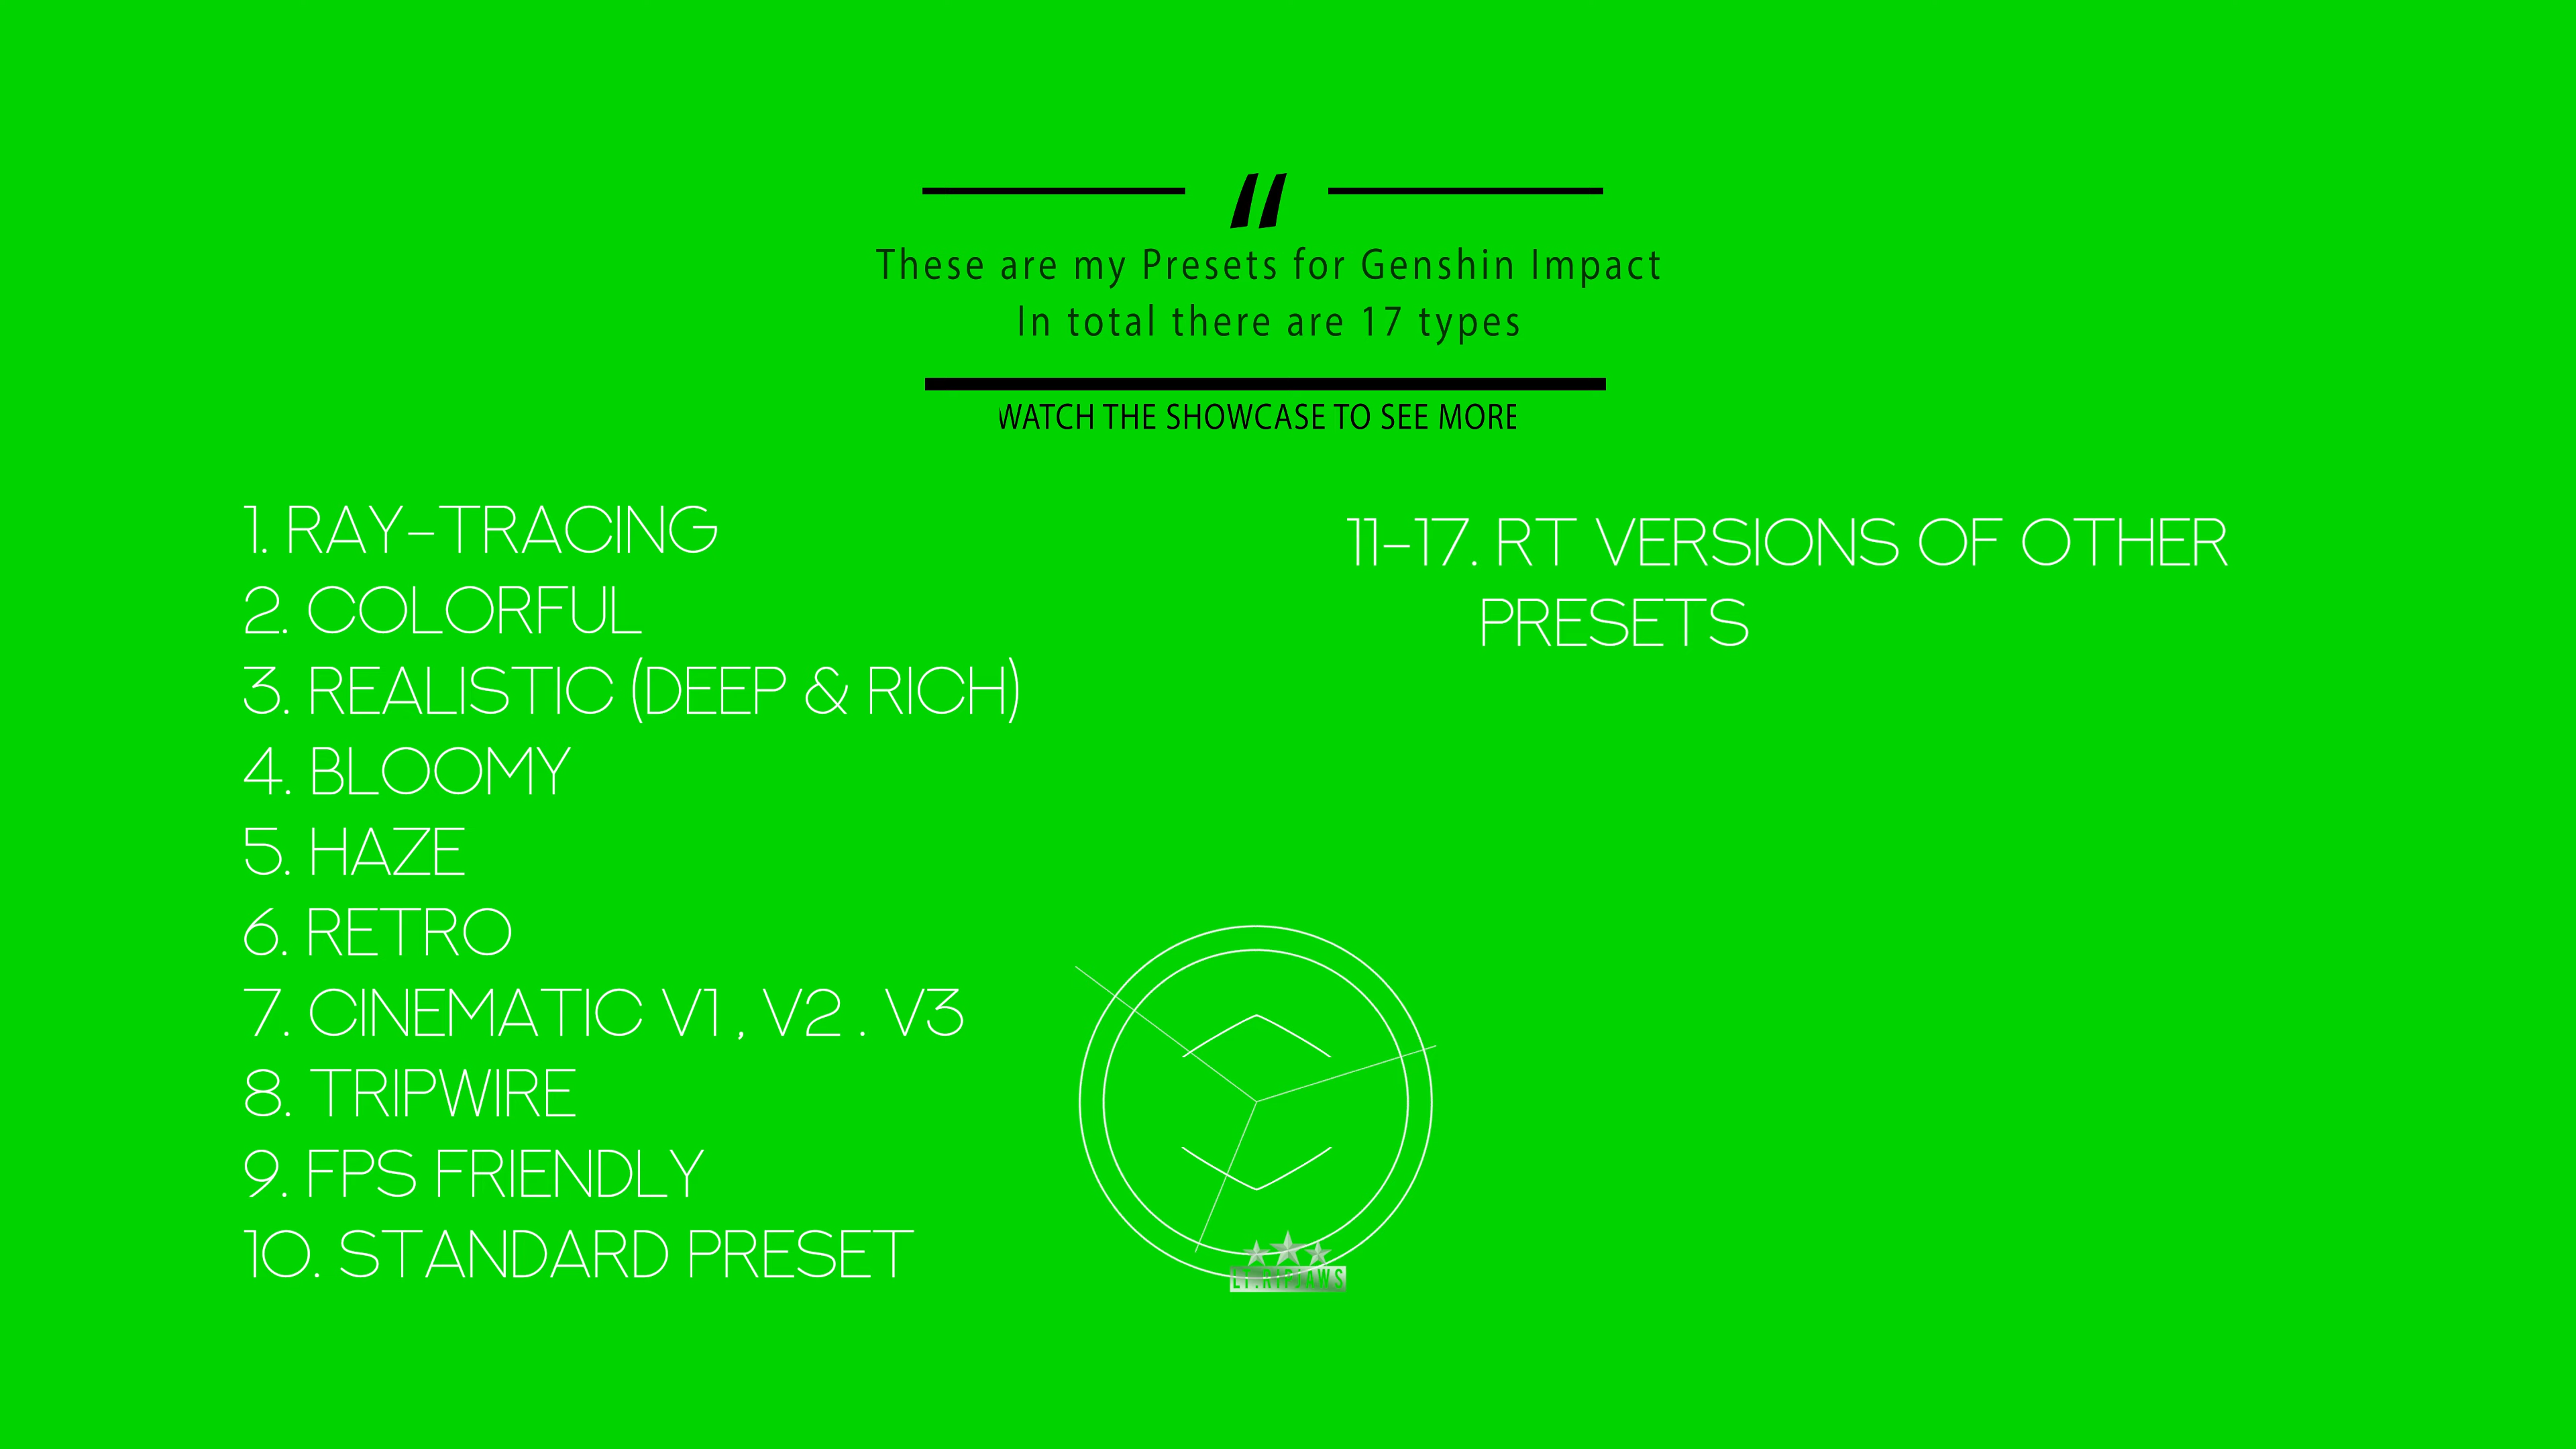 These are my Presets for Genshin Impact
In total there are 17 types
WATCH THE SHOWCASE TO SEE MORE
1. RAY-TRACING
2. COLORFUL
3. REALISTIC (DEEP & RICH)
4. BLOOMY
5. HAZE
6. RETRO
7. CINEMATIC V1 , V2 . V3
8. TRIPWIRE
9. FPS FRIENDLY
10. STANDARD PRESET
11-17. RT VERSIONS OF OTHER
PRESETS
LT.RIPJAWS